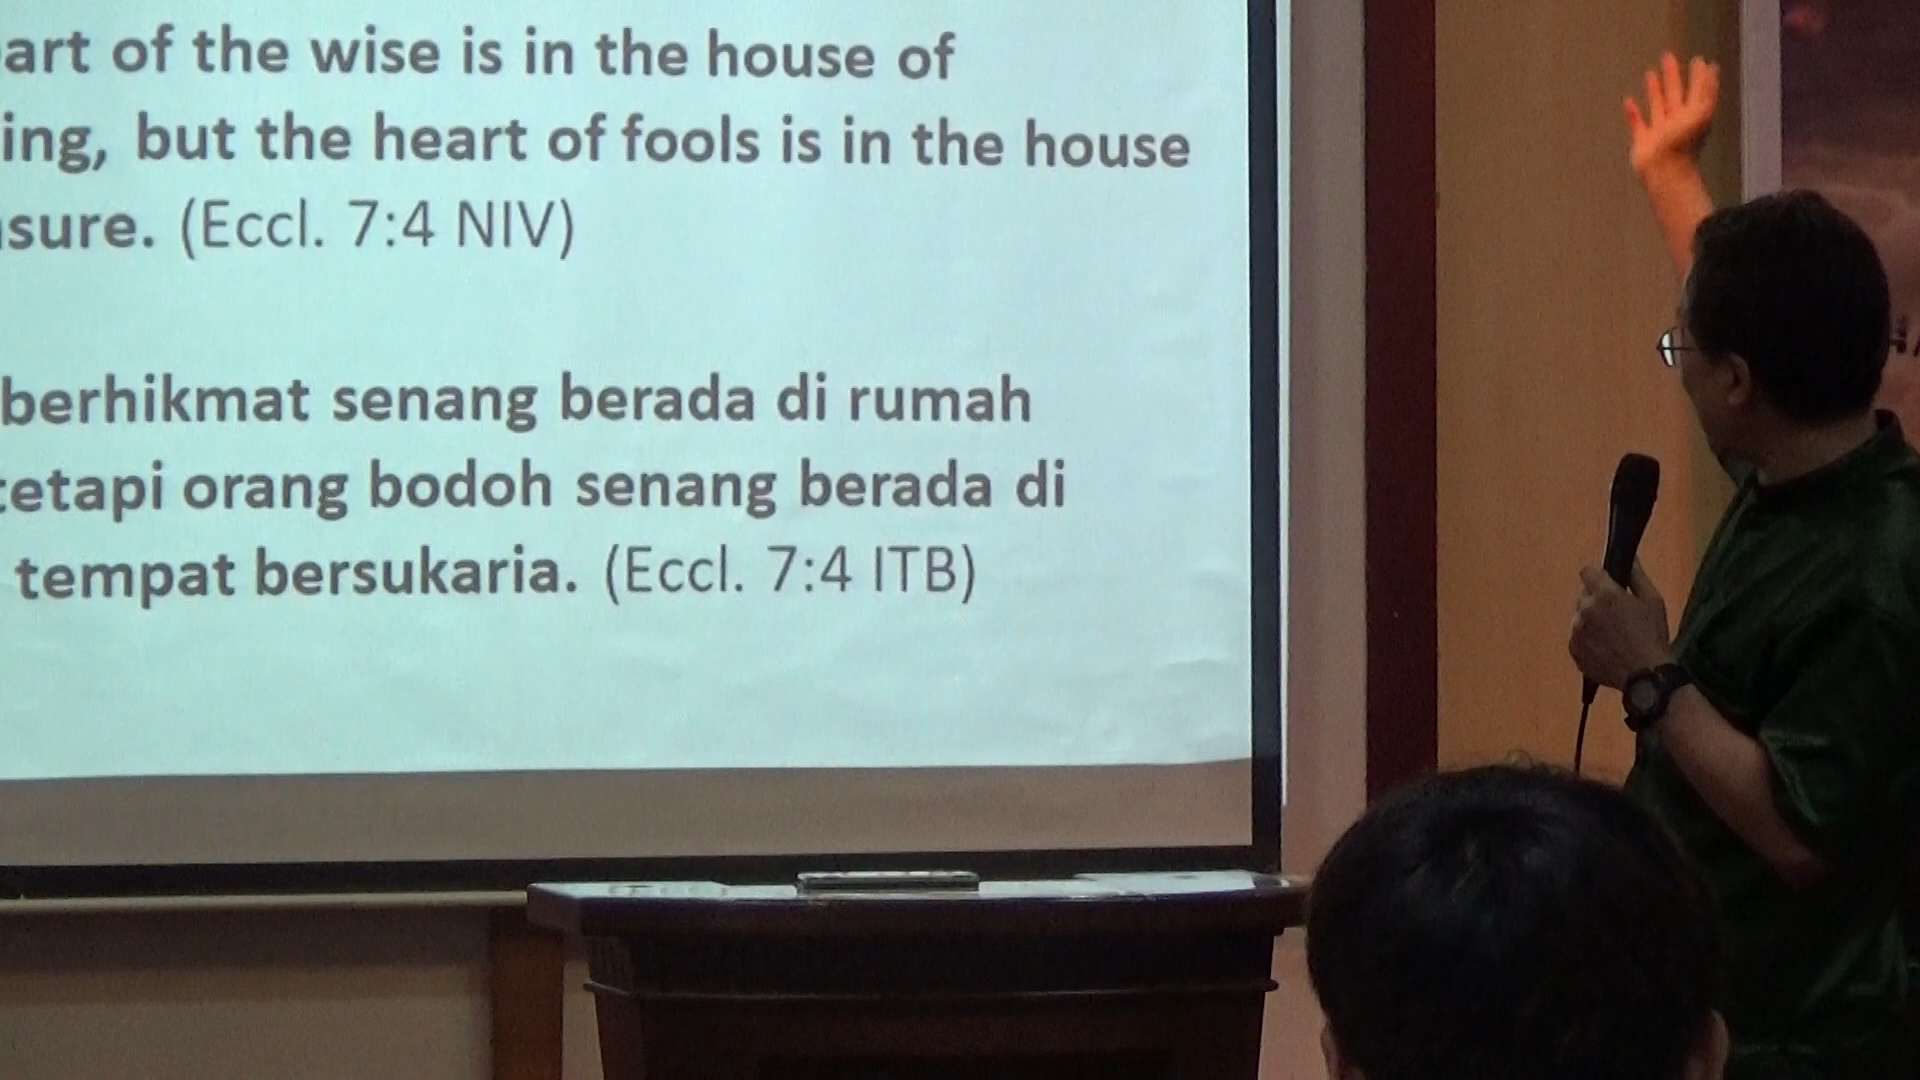 art of the wise is in the house of
ing, but the heart of fools is in the house
sure. (Eccl. 7:4 NIV)
berhikmat senang berada di rumah
tetapi orang bodoh senang berada di
tempat bersukaria. (Eccl. 7:4 ITB)